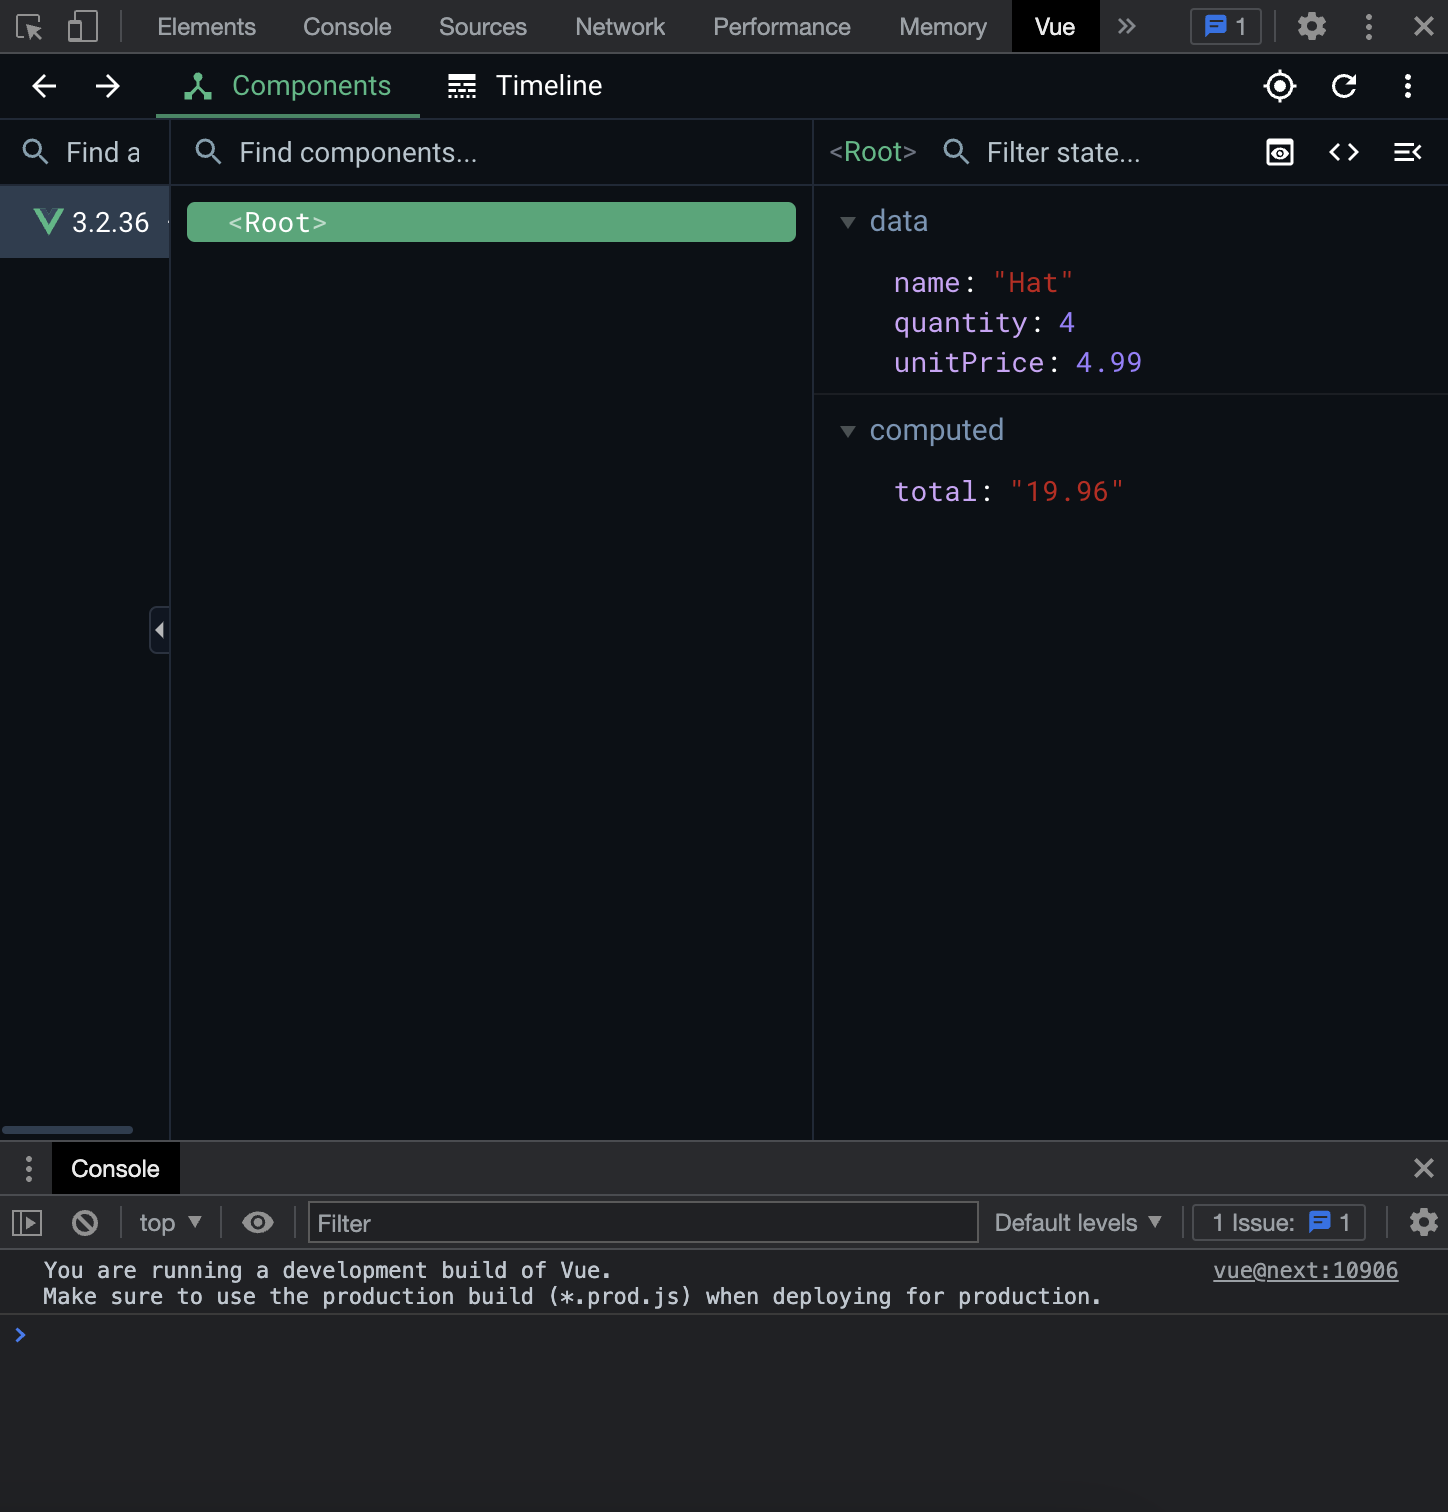 Elements Console Sources Network Performance Memory Vue 1
Components Timeline
Find a
Find components...
<Root> Filter state...
3.2.36
<Root>
data
name: "Hat"
quantity: 4
unitPrice: 4.99
computed
total: "19.96"
Console
top Filter Default levels 1 Issue: 1
You are running a development build of Vue. vue@next:10906
Make sure to use the production build (*.prod.js) when deploying for production.